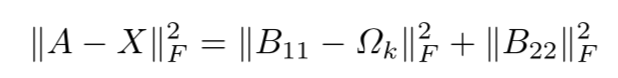 ‖A − X‖²_F = ‖B₁₁ − Ω_k‖²_F + ‖B₂₂‖²_F